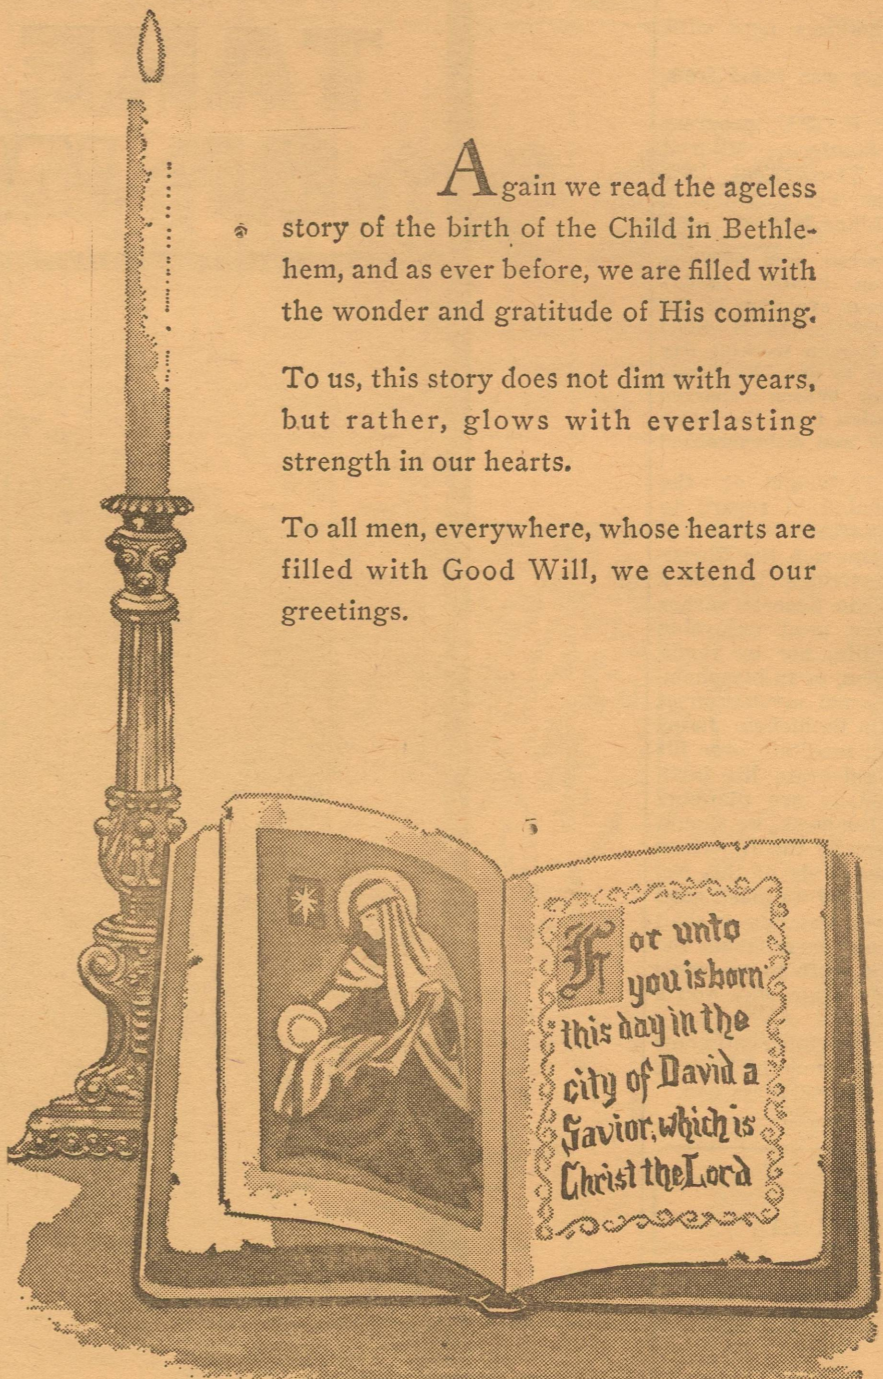 Again we read the ageless
story of the birth of the Child in Bethle-
hem, and as ever before, we are filled with
the wonder and gratitude of His coming.
To us, this story does not dim with years,
but rather, glows with everlasting
strength in our hearts.
To all men, everywhere, whose hearts are
filled with Good Will, we extend our
greetings.
For unto
you is born
this day in the
city of David a
Savior, which is
Christ the Lord